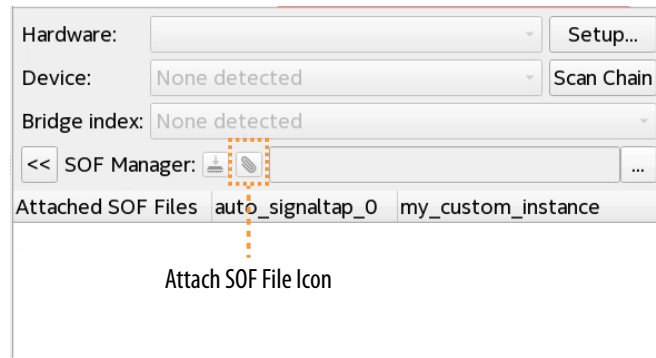 Hardware: Setup...
Device: None detected Scan Chain
Bridge index: None detected
<< SOF Manager: ...
Attached SOF Files auto_signaltap_0 my_custom_instance
Attach SOF File Icon